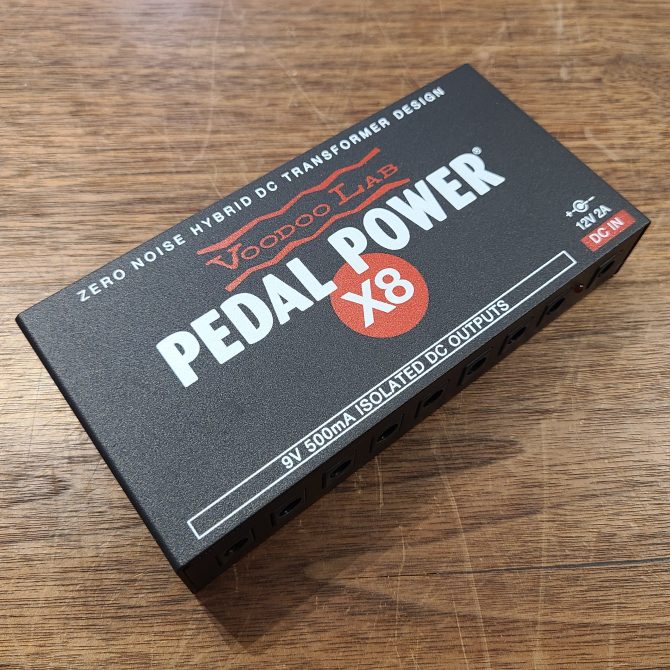 ZERO NOISE HYBRID DC TRANSFORMER DESIGN
VOODOO LAB
PEDAL POWER®
X8
12V 2A
DC IN
9V 500mA ISOLATED DC OUTPUTS